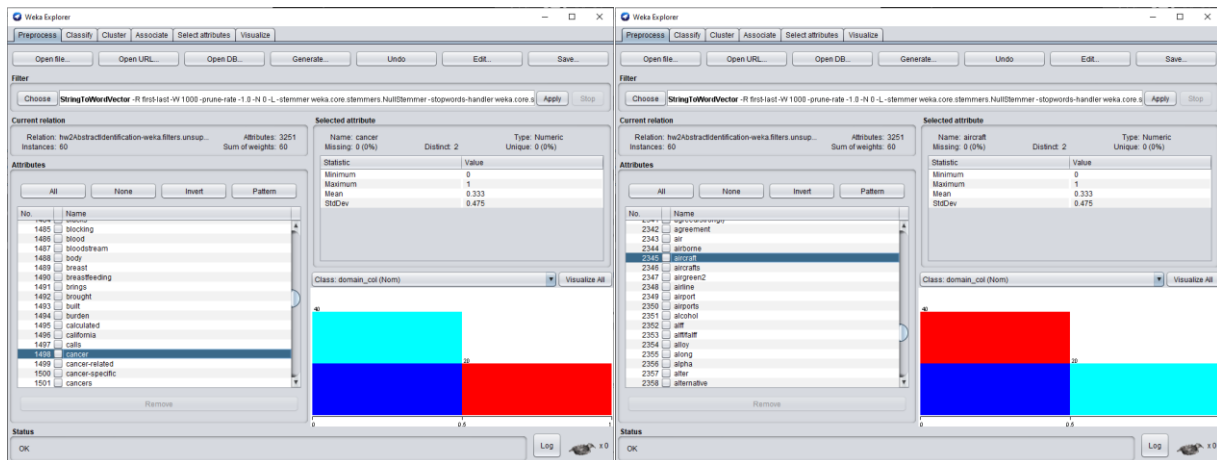 Weka Explorer
Preprocess Classify Cluster Associate Select attributes Visualize
Open file... Open URL... Open DB... Generate... Undo Edit... Save...
Filter
Choose StringToWordVector -R first-last -W 1000 -prune-rate -1.0 -N 0 -L -stemmer weka.core.stemmers.NullStemmer -stopwords-handler weka.core.s Apply Stop
Current relation
Relation: hw2AbstractIdentification-weka.filters.unsup... Attributes: 3251
Instances: 60 Sum of weights: 60
Attributes
All None Invert Pattern
No. Name
1485 blocking
1486 blood
1487 bloodstream
1488 body
1489 breast
1490 breastfeeding
1491 brings
1492 brought
1493 built
1494 burden
1495 calculated
1496 california
1497 calls
1498 cancer
1499 cancer-related
1500 cancer-specific
1501 cancers
Remove
Selected attribute
Name: cancer Type: Numeric
Missing: 0 (0%) Distinct: 2 Unique: 0 (0%)
Statistic Value
Minimum 0
Maximum 1
Mean 0.333
StdDev 0.475
Class: domain_col (Nom) Visualize All
40
20
0 0.5 1
Status
OK Log x 0
Weka Explorer
Preprocess Classify Cluster Associate Select attributes Visualize
Open file... Open URL... Open DB... Generate... Undo Edit... Save...
Filter
Choose StringToWordVector -R first-last -W 1000 -prune-rate -1.0 -N 0 -L -stemmer weka.core.stemmers.NullStemmer -stopwords-handler weka.core.s Apply Stop
Current relation
Relation: hw2AbstractIdentification-weka.filters.unsup... Attributes: 3251
Instances: 60 Sum of weights: 60
Attributes
All None Invert Pattern
No. Name
2342 agreement
2343 air
2344 airborne
2345 aircraft
2346 aircrafts
2347 airgreen2
2348 airline
2349 airport
2350 airports
2351 alcohol
2352 alff
2353 alff/falff
2354 alloy
2355 along
2356 alpha
2357 alter
2358 alternative
Remove
Selected attribute
Name: aircraft Type: Numeric
Missing: 0 (0%) Distinct: 2 Unique: 0 (0%)
Statistic Value
Minimum 0
Maximum 1
Mean 0.333
StdDev 0.475
Class: domain_col (Nom) Visualize All
40
20
0 0.5 1
Status
OK Log x 0